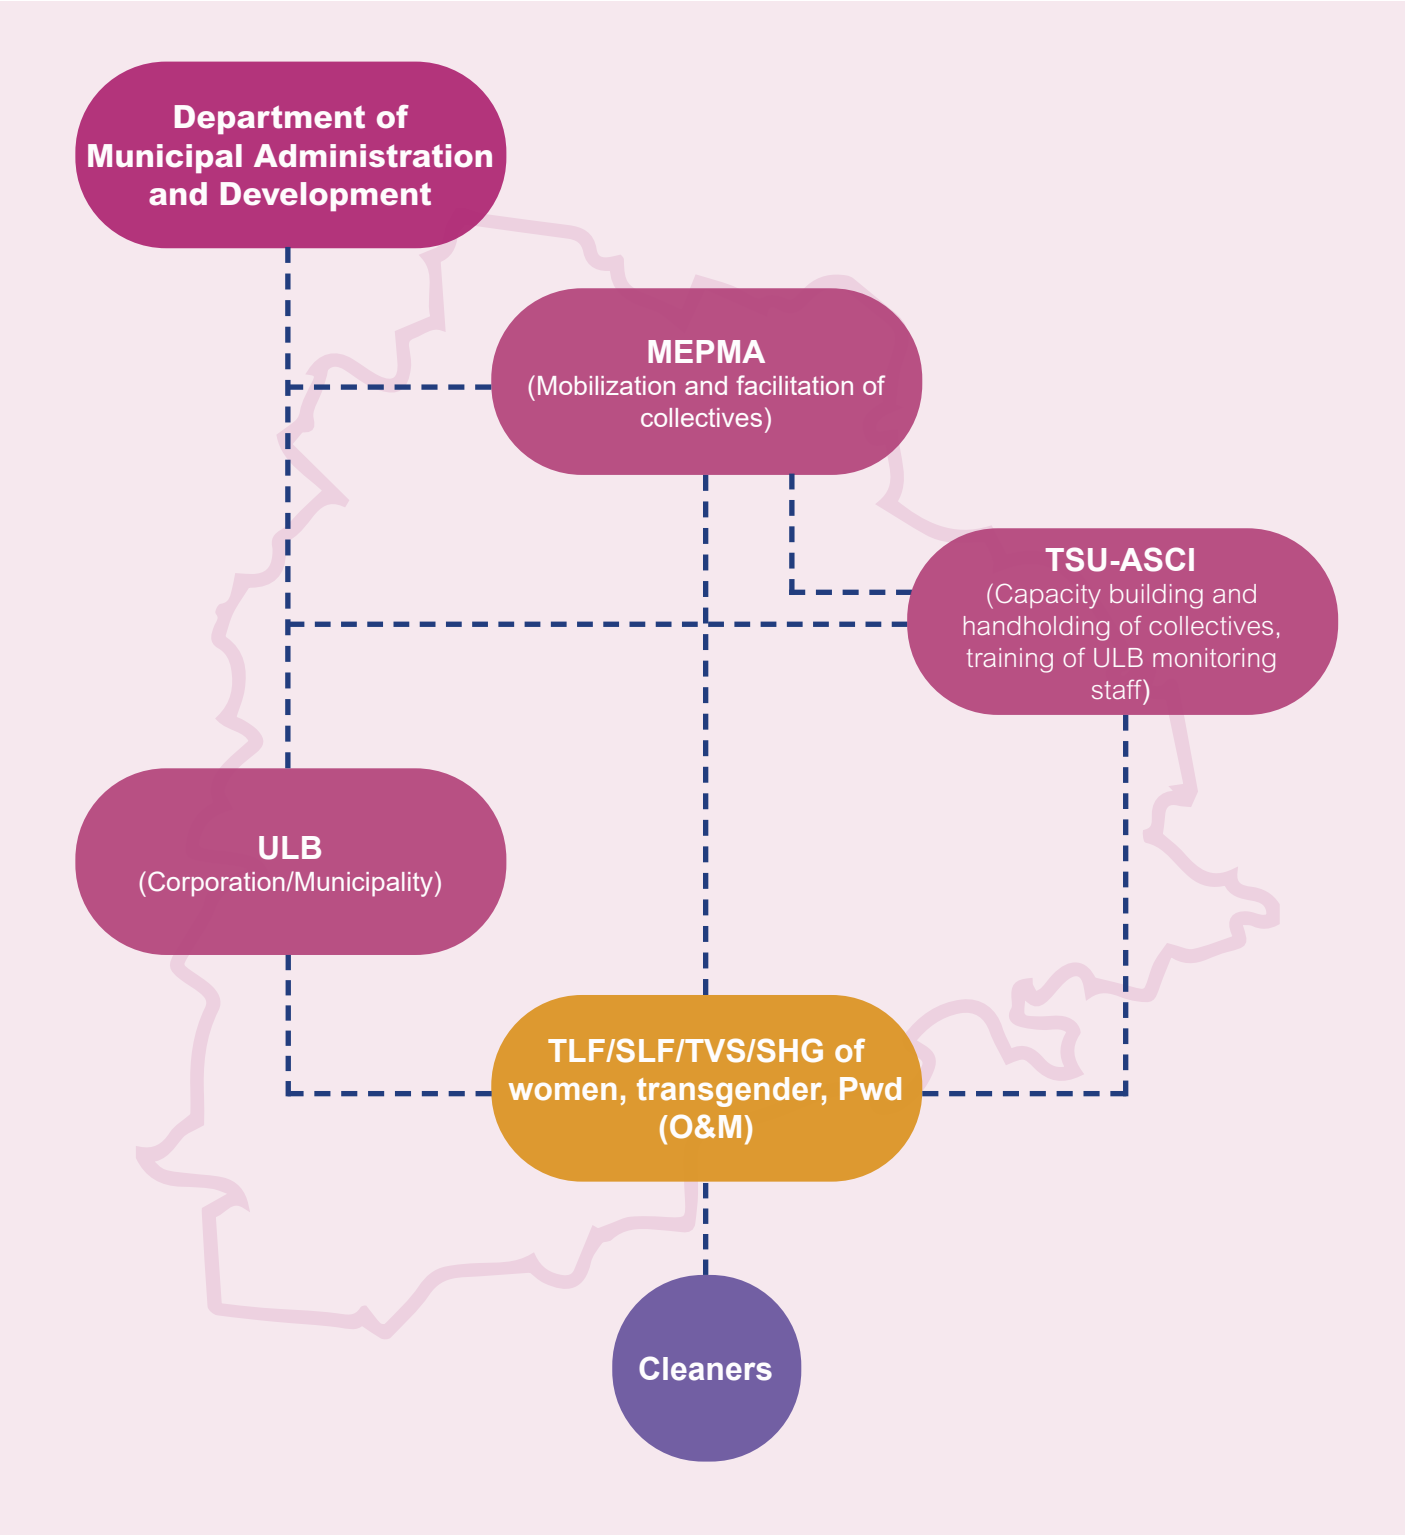 Department of
Municipal Administration
and Development
MEPMA
(Mobilization and facilitation of
collectives)
TSU-ASCI
(Capacity building and
handholding of collectives,
training of ULB monitoring
staff)
ULB
(Corporation/Municipality)
TLF/SLF/TVS/SHG of
women, transgender, Pwd
(O&M)
Cleaners